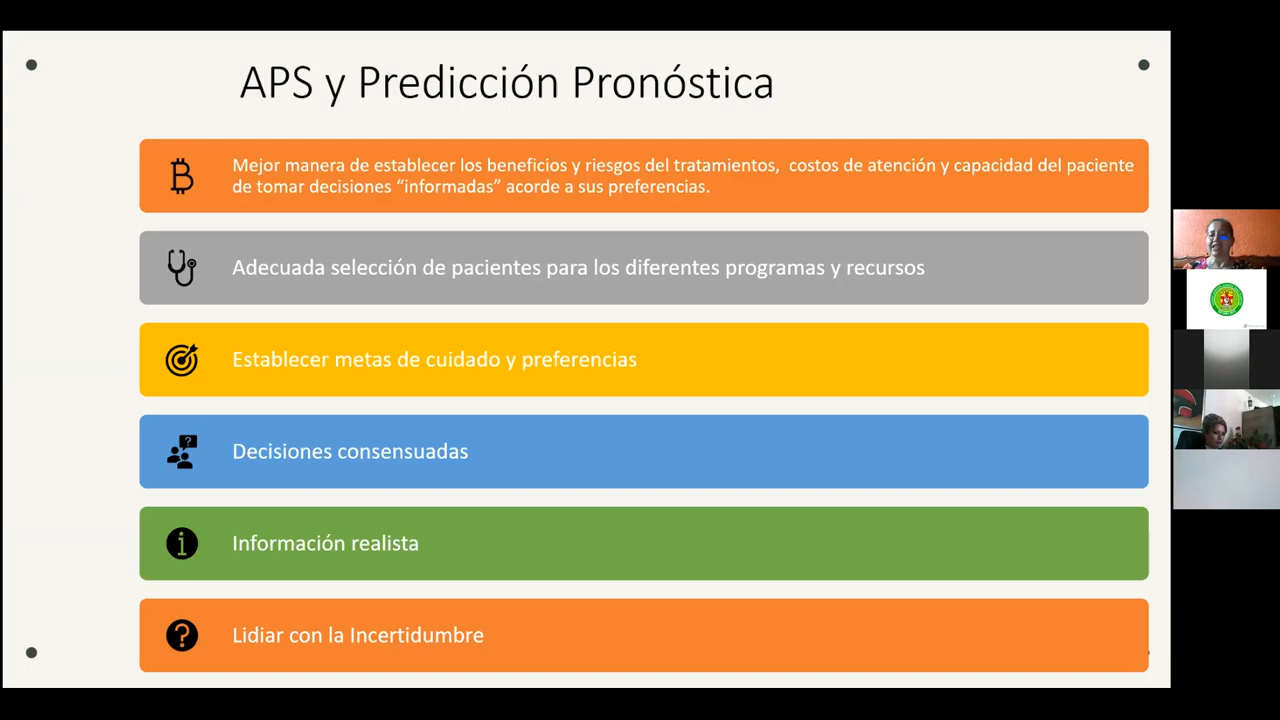 APS y Predicción Pronóstica
Mejor manera de establecer los beneficios y riesgos del tratamientos, costos de atención y capacidad del paciente
de tomar decisiones “informadas” acorde a sus preferencias.
Adecuada selección de pacientes para los diferentes programas y recursos
Establecer metas de cuidado y preferencias
Decisiones consensuadas
Información realista
Lidiar con la Incertidumbre